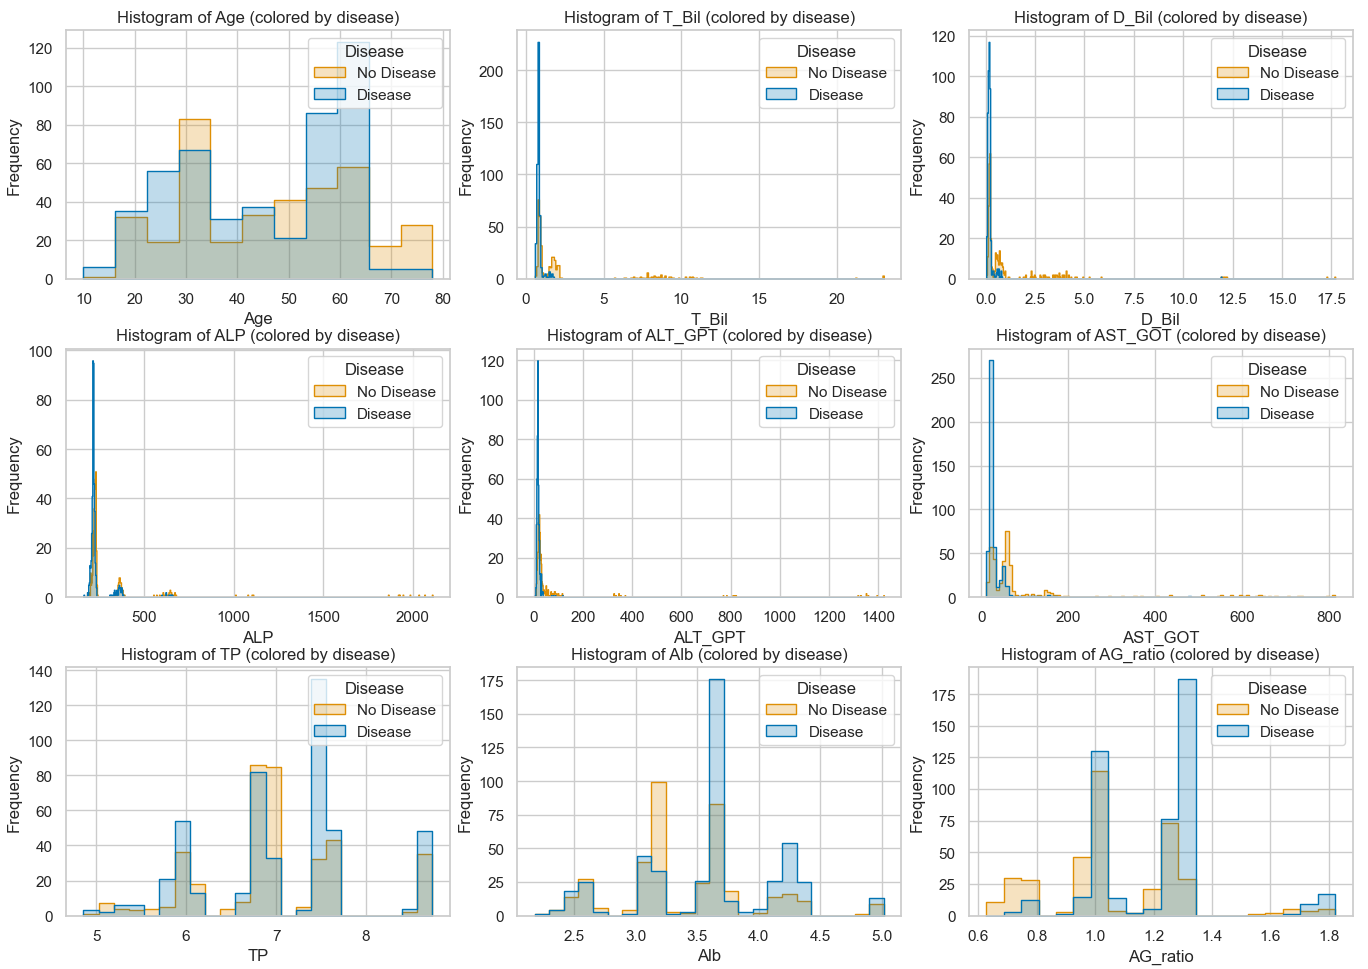 Histogram of Age (colored by disease)
Frequency
120
100
80
60
40
20
0
Disease
No Disease
Disease
10 20 30 40 50 60 70 80
Age
Histogram of T_Bil (colored by disease)
Frequency
200
150
100
50
0
Disease
No Disease
Disease
0 5 10 15 20
T_Bil
Histogram of D_Bil (colored by disease)
Frequency
120
100
80
60
40
20
0
Disease
No Disease
Disease
0.0 2.5 5.0 7.5 10.0 12.5 15.0 17.5
D_Bil
Histogram of ALP (colored by disease)
Frequency
100
80
60
40
20
0
Disease
No Disease
Disease
500 1000 1500 2000
ALP
Histogram of ALT_GPT (colored by disease)
Frequency
120
100
80
60
40
20
0
Disease
No Disease
Disease
0 200 400 600 800 1000 1200 1400
ALT_GPT
Histogram of AST_GOT (colored by disease)
Frequency
250
200
150
100
50
0
Disease
No Disease
Disease
0 200 400 600 800
AST_GOT
Histogram of TP (colored by disease)
Frequency
140
120
100
80
60
40
20
0
Disease
No Disease
Disease
5 6 7 8
TP
Histogram of Alb (colored by disease)
Frequency
175
150
125
100
75
50
25
0
Disease
No Disease
Disease
2.5 3.0 3.5 4.0 4.5 5.0
Alb
Histogram of AG_ratio (colored by disease)
Frequency
175
150
125
100
75
50
25
0
Disease
No Disease
Disease
0.6 0.8 1.0 1.2 1.4 1.6 1.8
AG_ratio